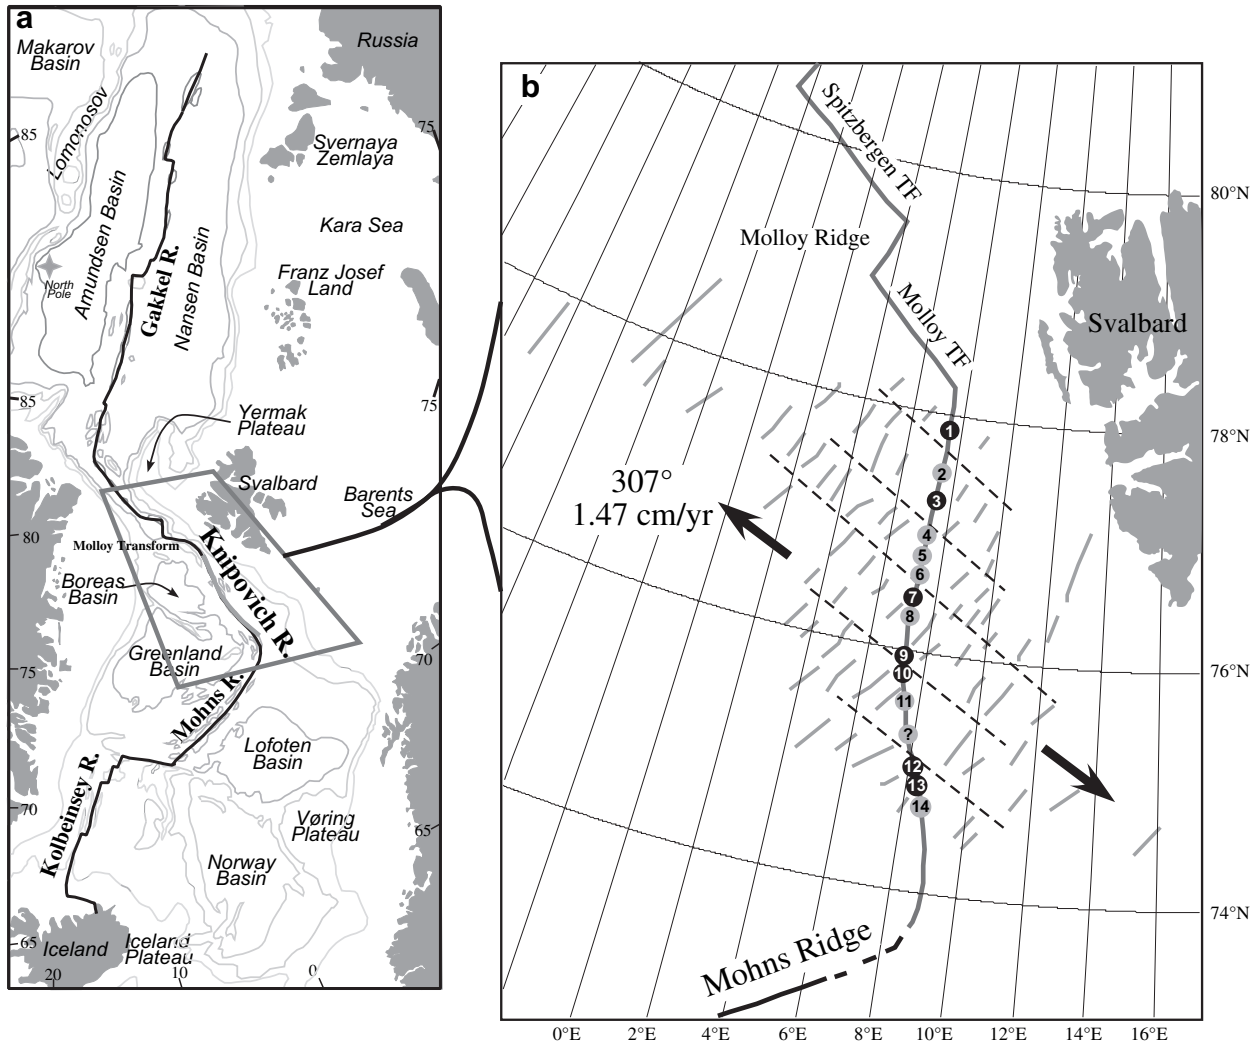 a
Makarov
Basin
Russia
Lomonosov
85
75
Svernaya
Zemlaya
Amundsen Basin
Kara Sea
Gakkel R.
Nansen Basin
North
Pole
Franz Josef
Land
85
75
Yermak
Plateau
Svalbard
Barents
Sea
80
Molloy Transform
Knipovich R.
Boreas
Basin
Greenland
Basin
75
70
Mohns R.
Lofoten
Basin
Kolbeinsey R.
70
Vøring
Plateau
65
Norway
Basin
65
Iceland
Iceland
Plateau
20
10
0
b
Spitzbergen TF
80°N
Molloy Ridge
Molloy TF
Svalbard
78°N
1
2
307°
1.47 cm/yr
3
4
5
6
7
8
9
10
76°N
11
?
12
13
14
74°N
Mohns Ridge
0°E
2°E
4°E
6°E
8°E
10°E
12°E
14°E
16°E